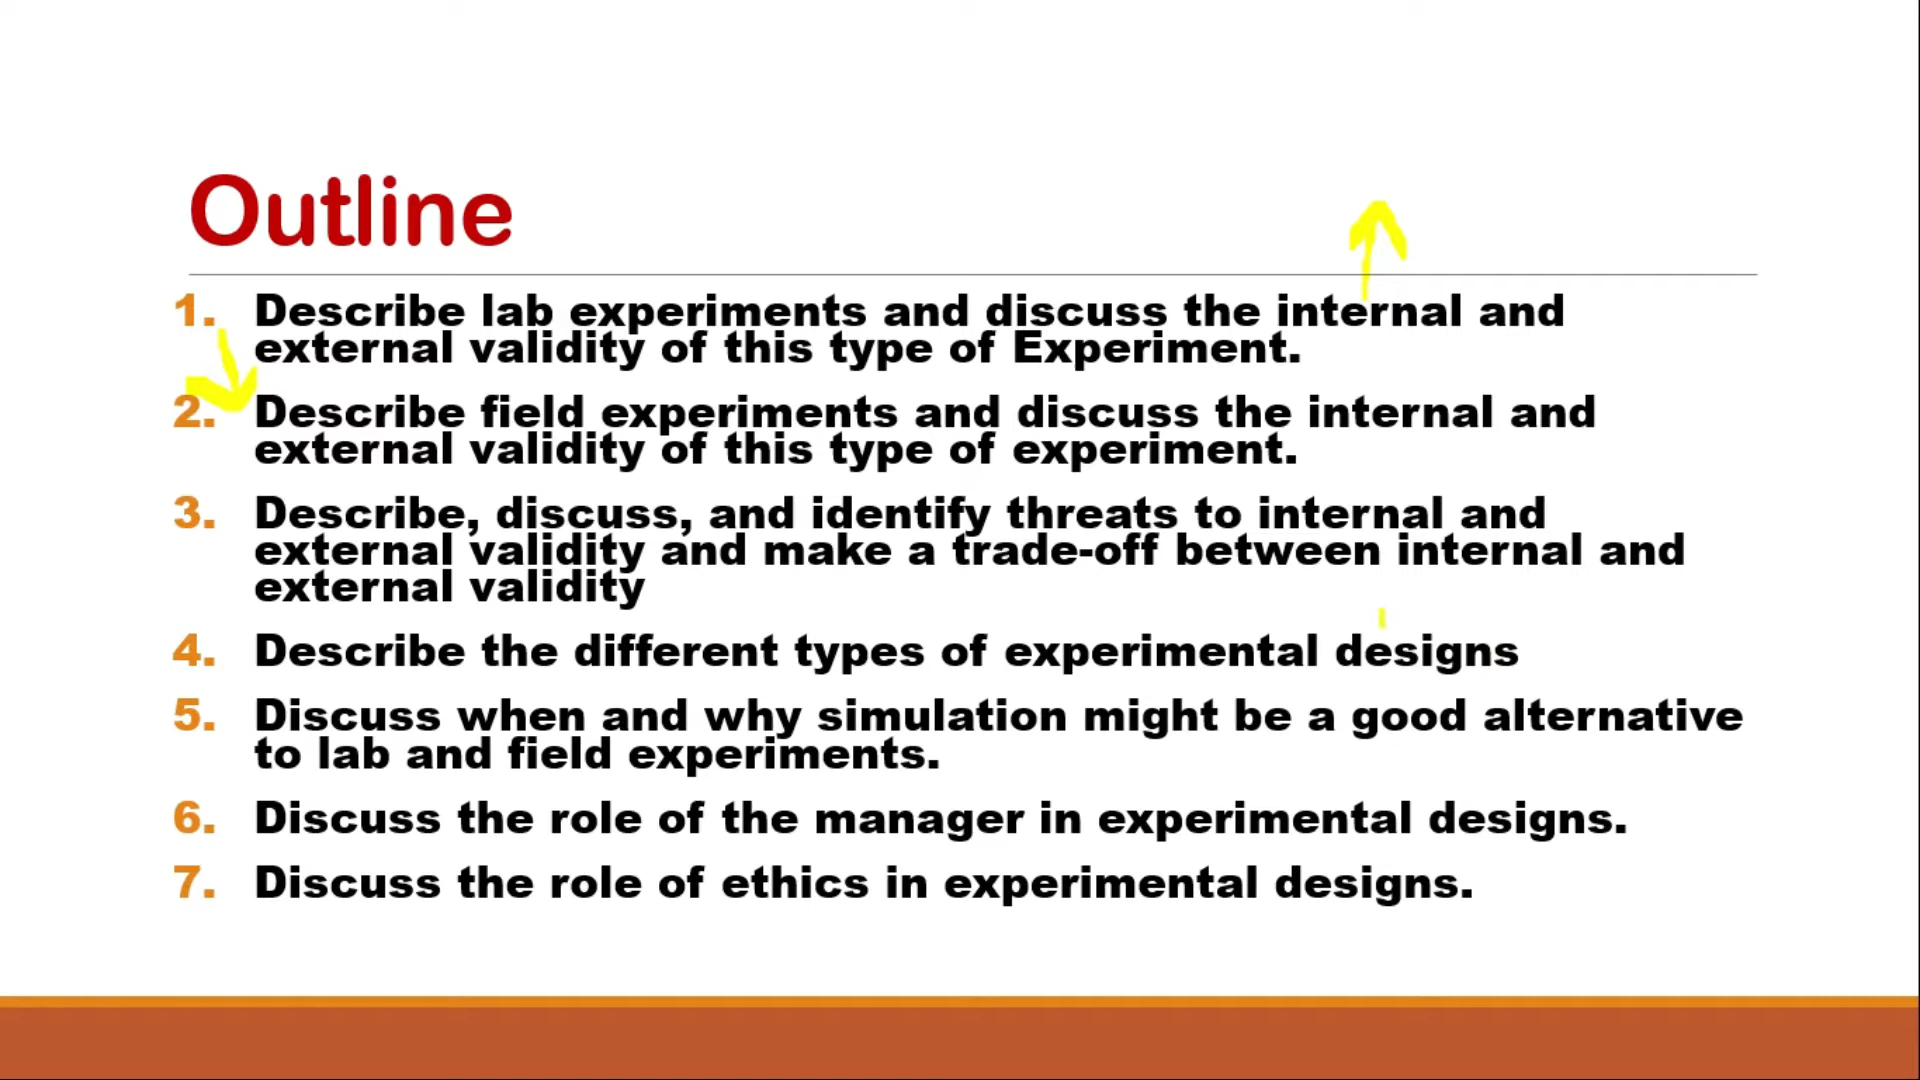 Outline
1. Describe lab experiments and discuss the internal and
external validity of this type of Experiment.
2. Describe field experiments and discuss the internal and
external validity of this type of experiment.
3. Describe, discuss, and identify threats to internal and
external validity and make a trade-off between internal and
external validity
4. Describe the different types of experimental designs
5. Discuss when and why simulation might be a good alternative
to lab and field experiments.
6. Discuss the role of the manager in experimental designs.
7. Discuss the role of ethics in experimental designs.